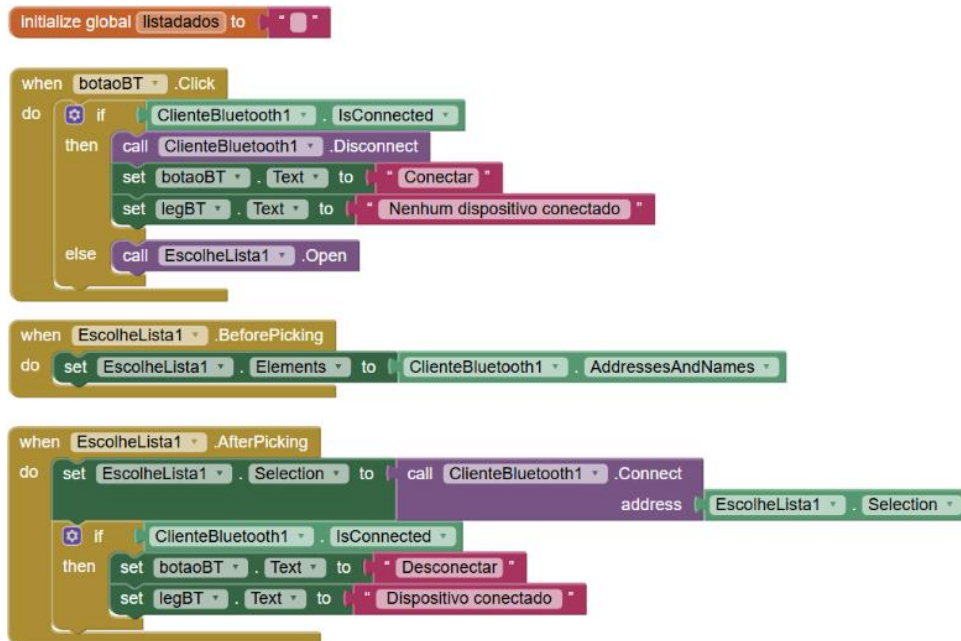 initialize global listadados to " "
when botaoBT .Click
do if ClienteBluetooth1 . IsConnected
then call ClienteBluetooth1 .Disconnect
set botaoBT . Text to " Conectar "
set legBT . Text to " Nenhum dispositivo conectado "
else call EscolheLista1 .Open
when EscolheLista1 .BeforePicking
do set EscolheLista1 . Elements to ClienteBluetooth1 . AddressesAndNames
when EscolheLista1 .AfterPicking
do set EscolheLista1 . Selection to call ClienteBluetooth1 .Connect
address EscolheLista1 . Selection
if ClienteBluetooth1 . IsConnected
then set botaoBT . Text to " Desconectar "
set legBT . Text to " Dispositivo conectado "